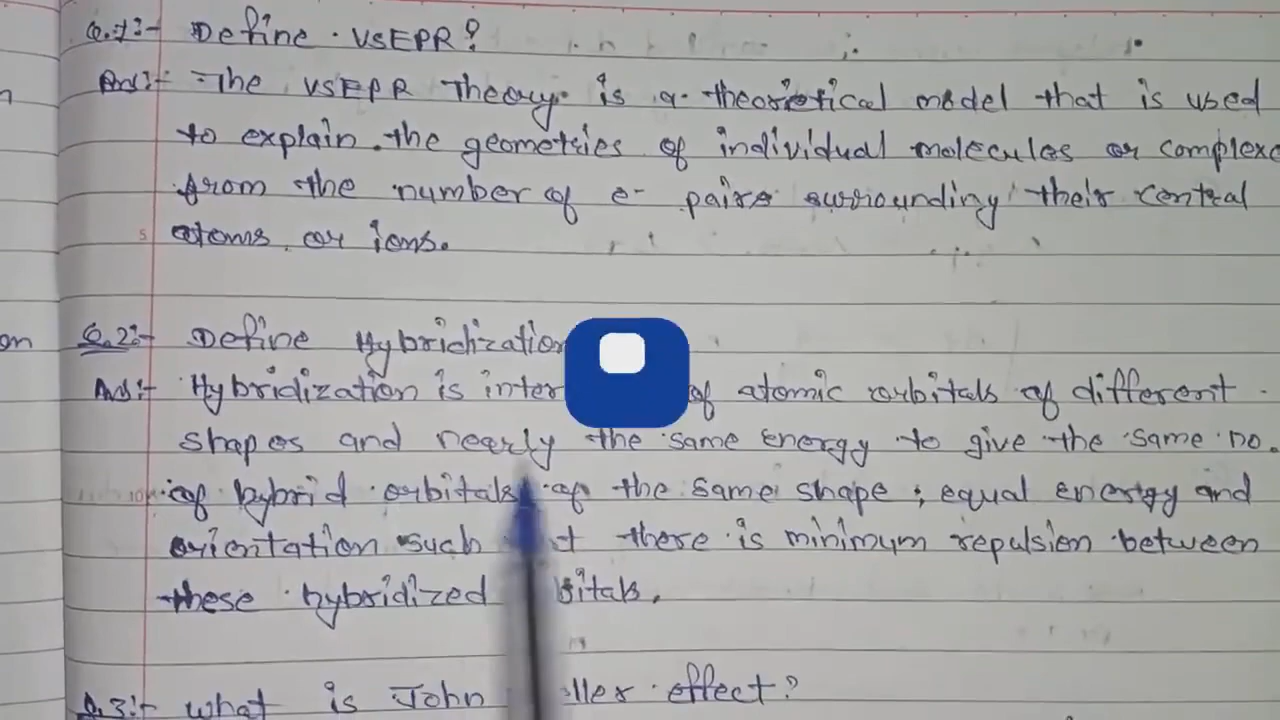 Q.1:- Define VSEPR?
n
Ans:- The VSEPR Theory is a theoretical model that is used
to explain the geometries of individual molecules or complexe
from the number of e- pairs surrounding their central
5 atoms or ions.
on
Q.2:- Define Hybridization
Ans:- Hybridization is inter of atomic orbitals of different
shapes and nearly the same energy to give the same no.
10 of hybrid orbitals of the same shape, equal energy and
orientation such there is minimum repulsion between
these hybridized
Q.3:- what is John effect?